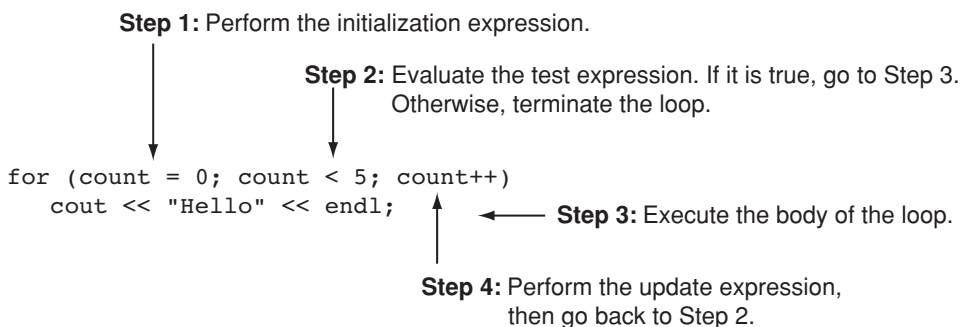 Step 1: Perform the initialization expression.
Step 2: Evaluate the test expression. If it is true, go to Step 3.
Otherwise, terminate the loop.
for (count = 0; count < 5; count++)
cout << "Hello" << endl;
Step 3: Execute the body of the loop.
Step 4: Perform the update expression,
then go back to Step 2.